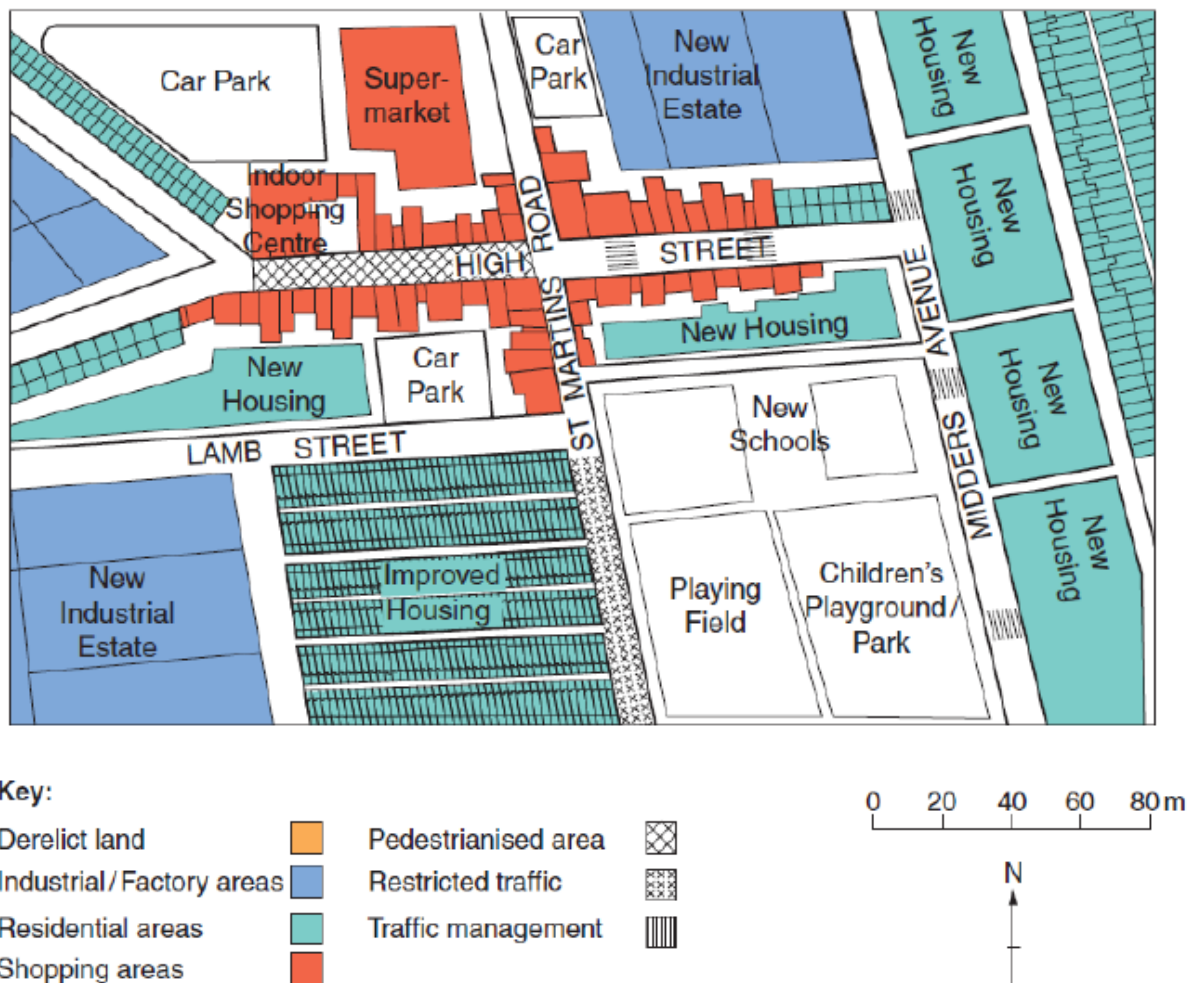 Car Park
Super-
market
Car
Park
New
Industrial
Estate
New
Housing
New
Housing
Indoor
Shopping
Centre
HIGH STREET
ST MARTINS ROAD
MIDDERS AVENUE
New Housing
New
Housing
Car
Park
New
Housing
LAMB STREET
New
Schools
New
Housing
New
Industrial
Estate
Improved
Housing
Playing
Field
Children's
Playground/
Park
Key:
Derelict land
Industrial/Factory areas
Residential areas
Shopping areas
Pedestrianised area
Restricted traffic
Traffic management
0 20 40 60 80 m
N